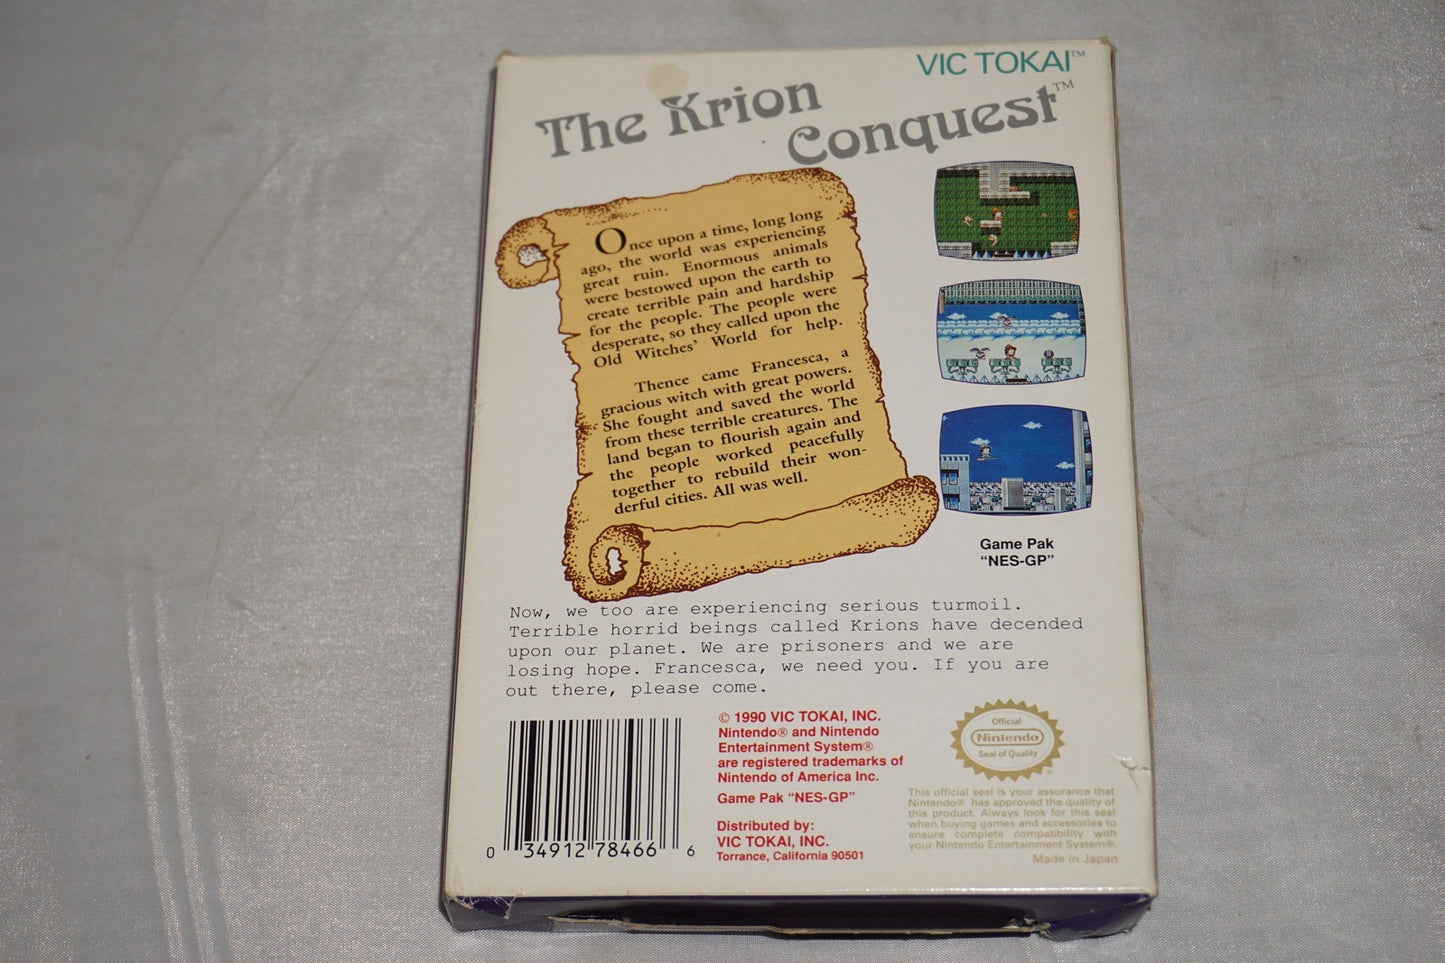 VIC TOKAI™
The Krion
Conquest™
Once upon a time, long long
ago, the world was experiencing
great ruin. Enormous animals
were bestowed upon the earth to
create terrible pain and hardship
for the people. The people were
desperate, so they called upon the
Old Witches' World for help.
Thence came Francesca, a
gracious witch with great powers.
She fought and saved the world
from these terrible creatures. The
land began to flourish again and
the people worked peacefully
together to rebuild their won-
derful cities. All was well.
Game Pak
"NES-GP"
Now, we too are experiencing serious turmoil.
Terrible horrid beings called Krions have decended
upon our planet. We are prisoners and we are
losing hope. Francesca, we need you. If you are
out there, please come.
0 34912 78466 6
© 1990 VIC TOKAI, INC.
Nintendo® and Nintendo
Entertainment System®
are registered trademarks of
Nintendo of America Inc.
Game Pak "NES-GP"
Distributed by:
VIC TOKAI, INC.
Torrance, California 90501
Official
Nintendo
Seal of Quality
This official seal is your assurance that
Nintendo® has approved the quality of
this product. Always look for this seal
when buying games and accessories to
ensure complete compatibility with
your Nintendo Entertainment System®.
Made in Japan